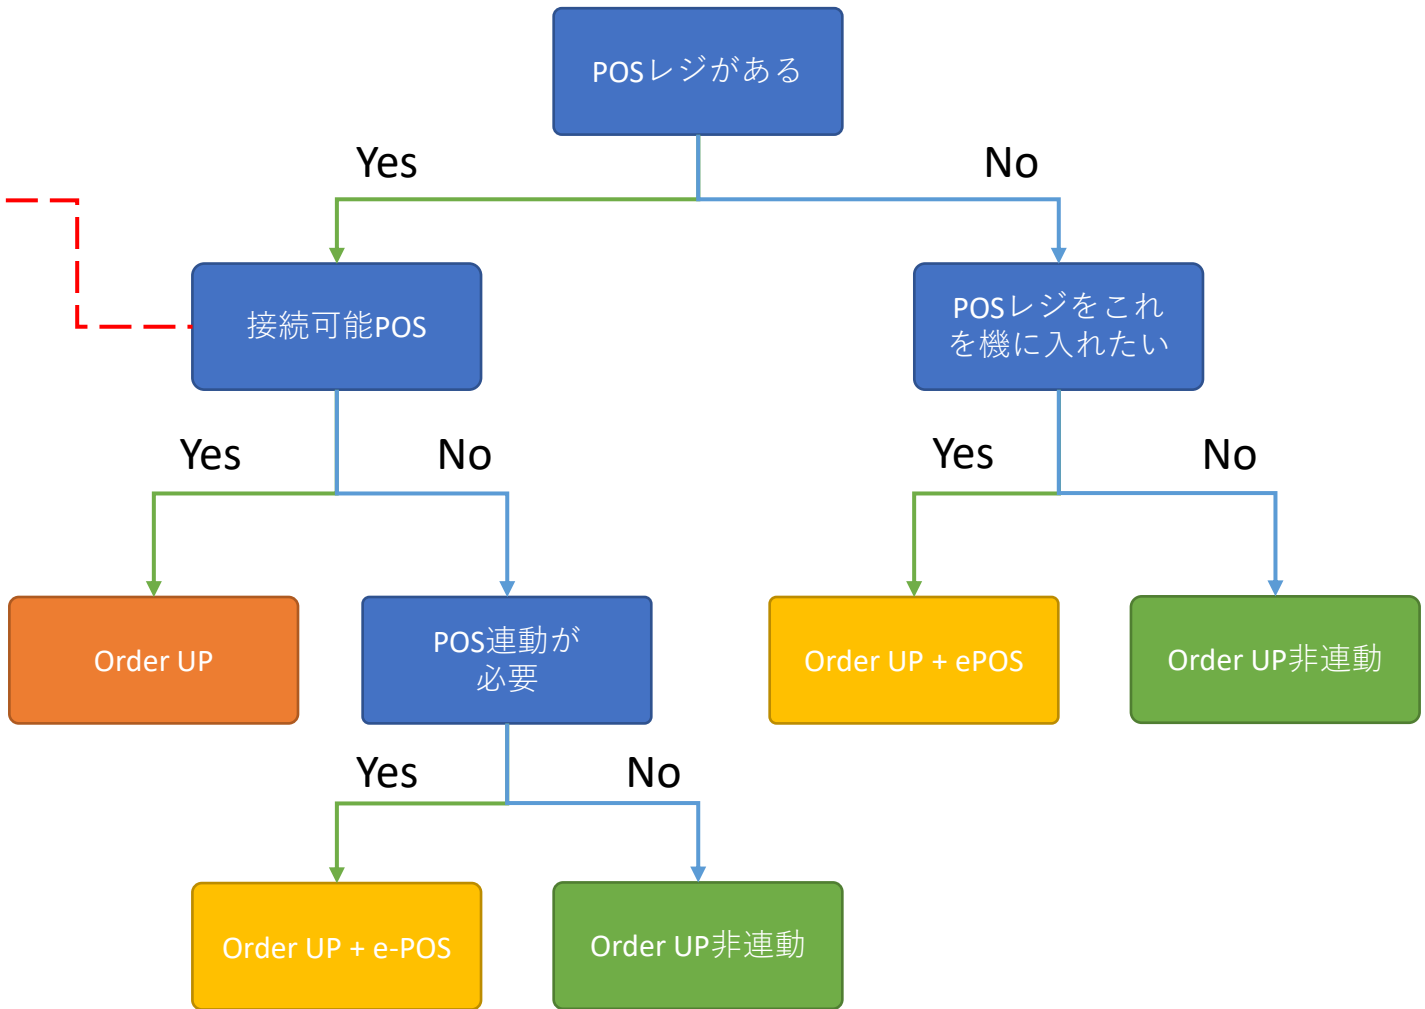 POSレジがある
Yes
No
接続可能POS
POSレジをこれ
を機に入れたい
Yes
No
Yes
No
Order UP
POS連動が
必要
Order UP + ePOS
Order UP非連動
Yes
No
Order UP + e-POS
Order UP非連動